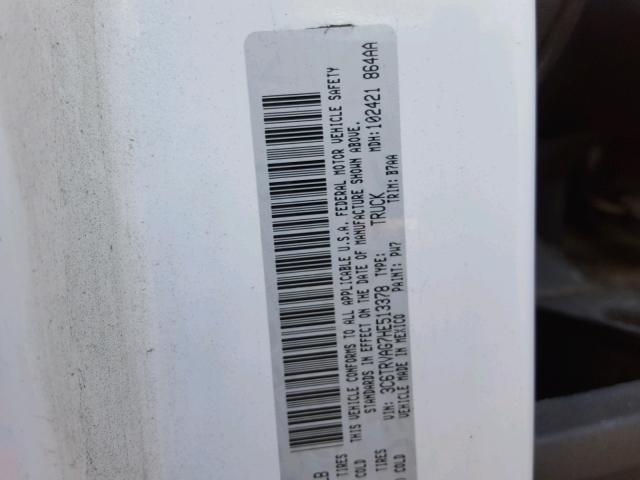 THIS VEHICLE CONFORMS TO ALL APPLICABLE U.S.A. FEDERAL MOTOR VEHICLE SAFETY
STANDARDS IN EFFECT ON THE DATE OF MANUFACTURE SHOWN ABOVE.
MDH: 102421 864AA
VIN: 3C6TRVAG7HE513378 TYPE: TRUCK
VEHICLE MADE IN MEXICO PAINT: PW7 TRIM: B7AA
LB
TIRES
COLD
TIRES
COLD